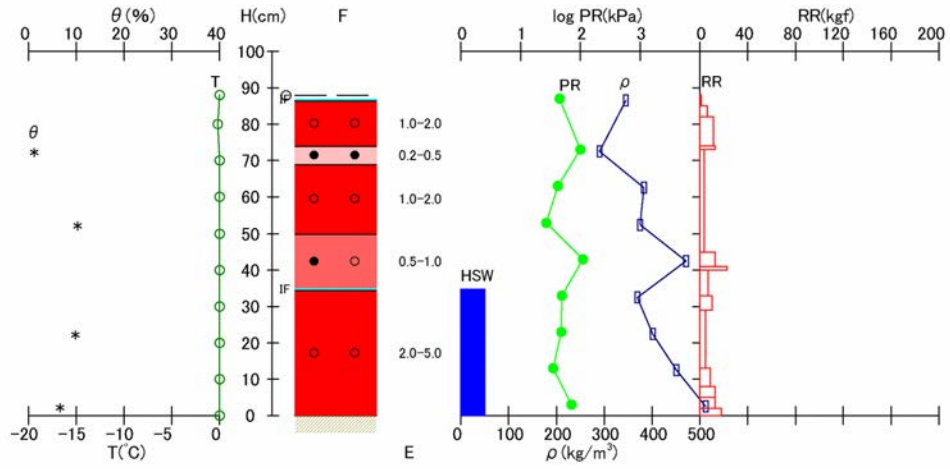 θ(%) H(cm) F log PR(kPa) RR(kgf)
0 10 20 30 40 0 1 2 3 0 40 80 120 160 200
100
90
80
70
60
50
40
30
20
10
0
T
θ
*
*
*
*
IF
IF
1.0-2.0
0.2-0.5
1.0-2.0
0.5-1.0
2.0-5.0
HSW
PR ρ RR
-20 -15 -10 -5 0 0 100 200 300 400 500
T(℃) E ρ(kg/m³)